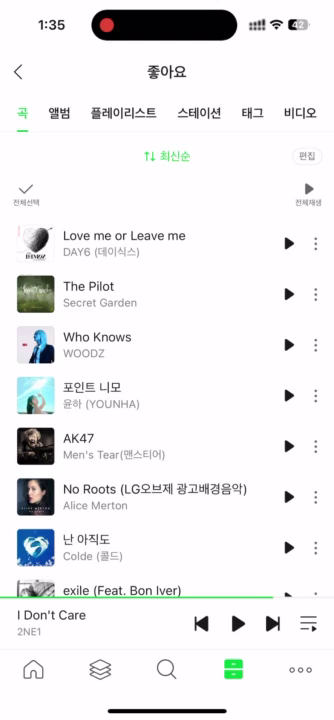 1:35
42
좋아요
곡 앨범 플레이리스트 스테이션 태그 비디오
최신순
편집
전체선택
전체재생
Love me or Leave me
DAY6 (데이식스)
The Pilot
Secret Garden
Who Knows
WOODZ
포인트 니모
윤하 (YOUNHA)
AK47
Men's Tear(맨스티어)
No Roots (LG오브제 광고배경음악)
Alice Merton
난 아직도
Colde (콜드)
exile (Feat. Bon Iver)
I Don't Care
2NE1